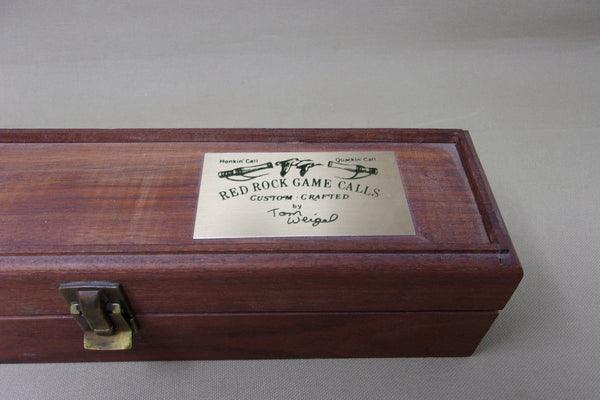 Honkin' Call Quackin' Call
RED ROCK GAME CALLS
CUSTOM - CRAFTED
by
Tom
Weigel